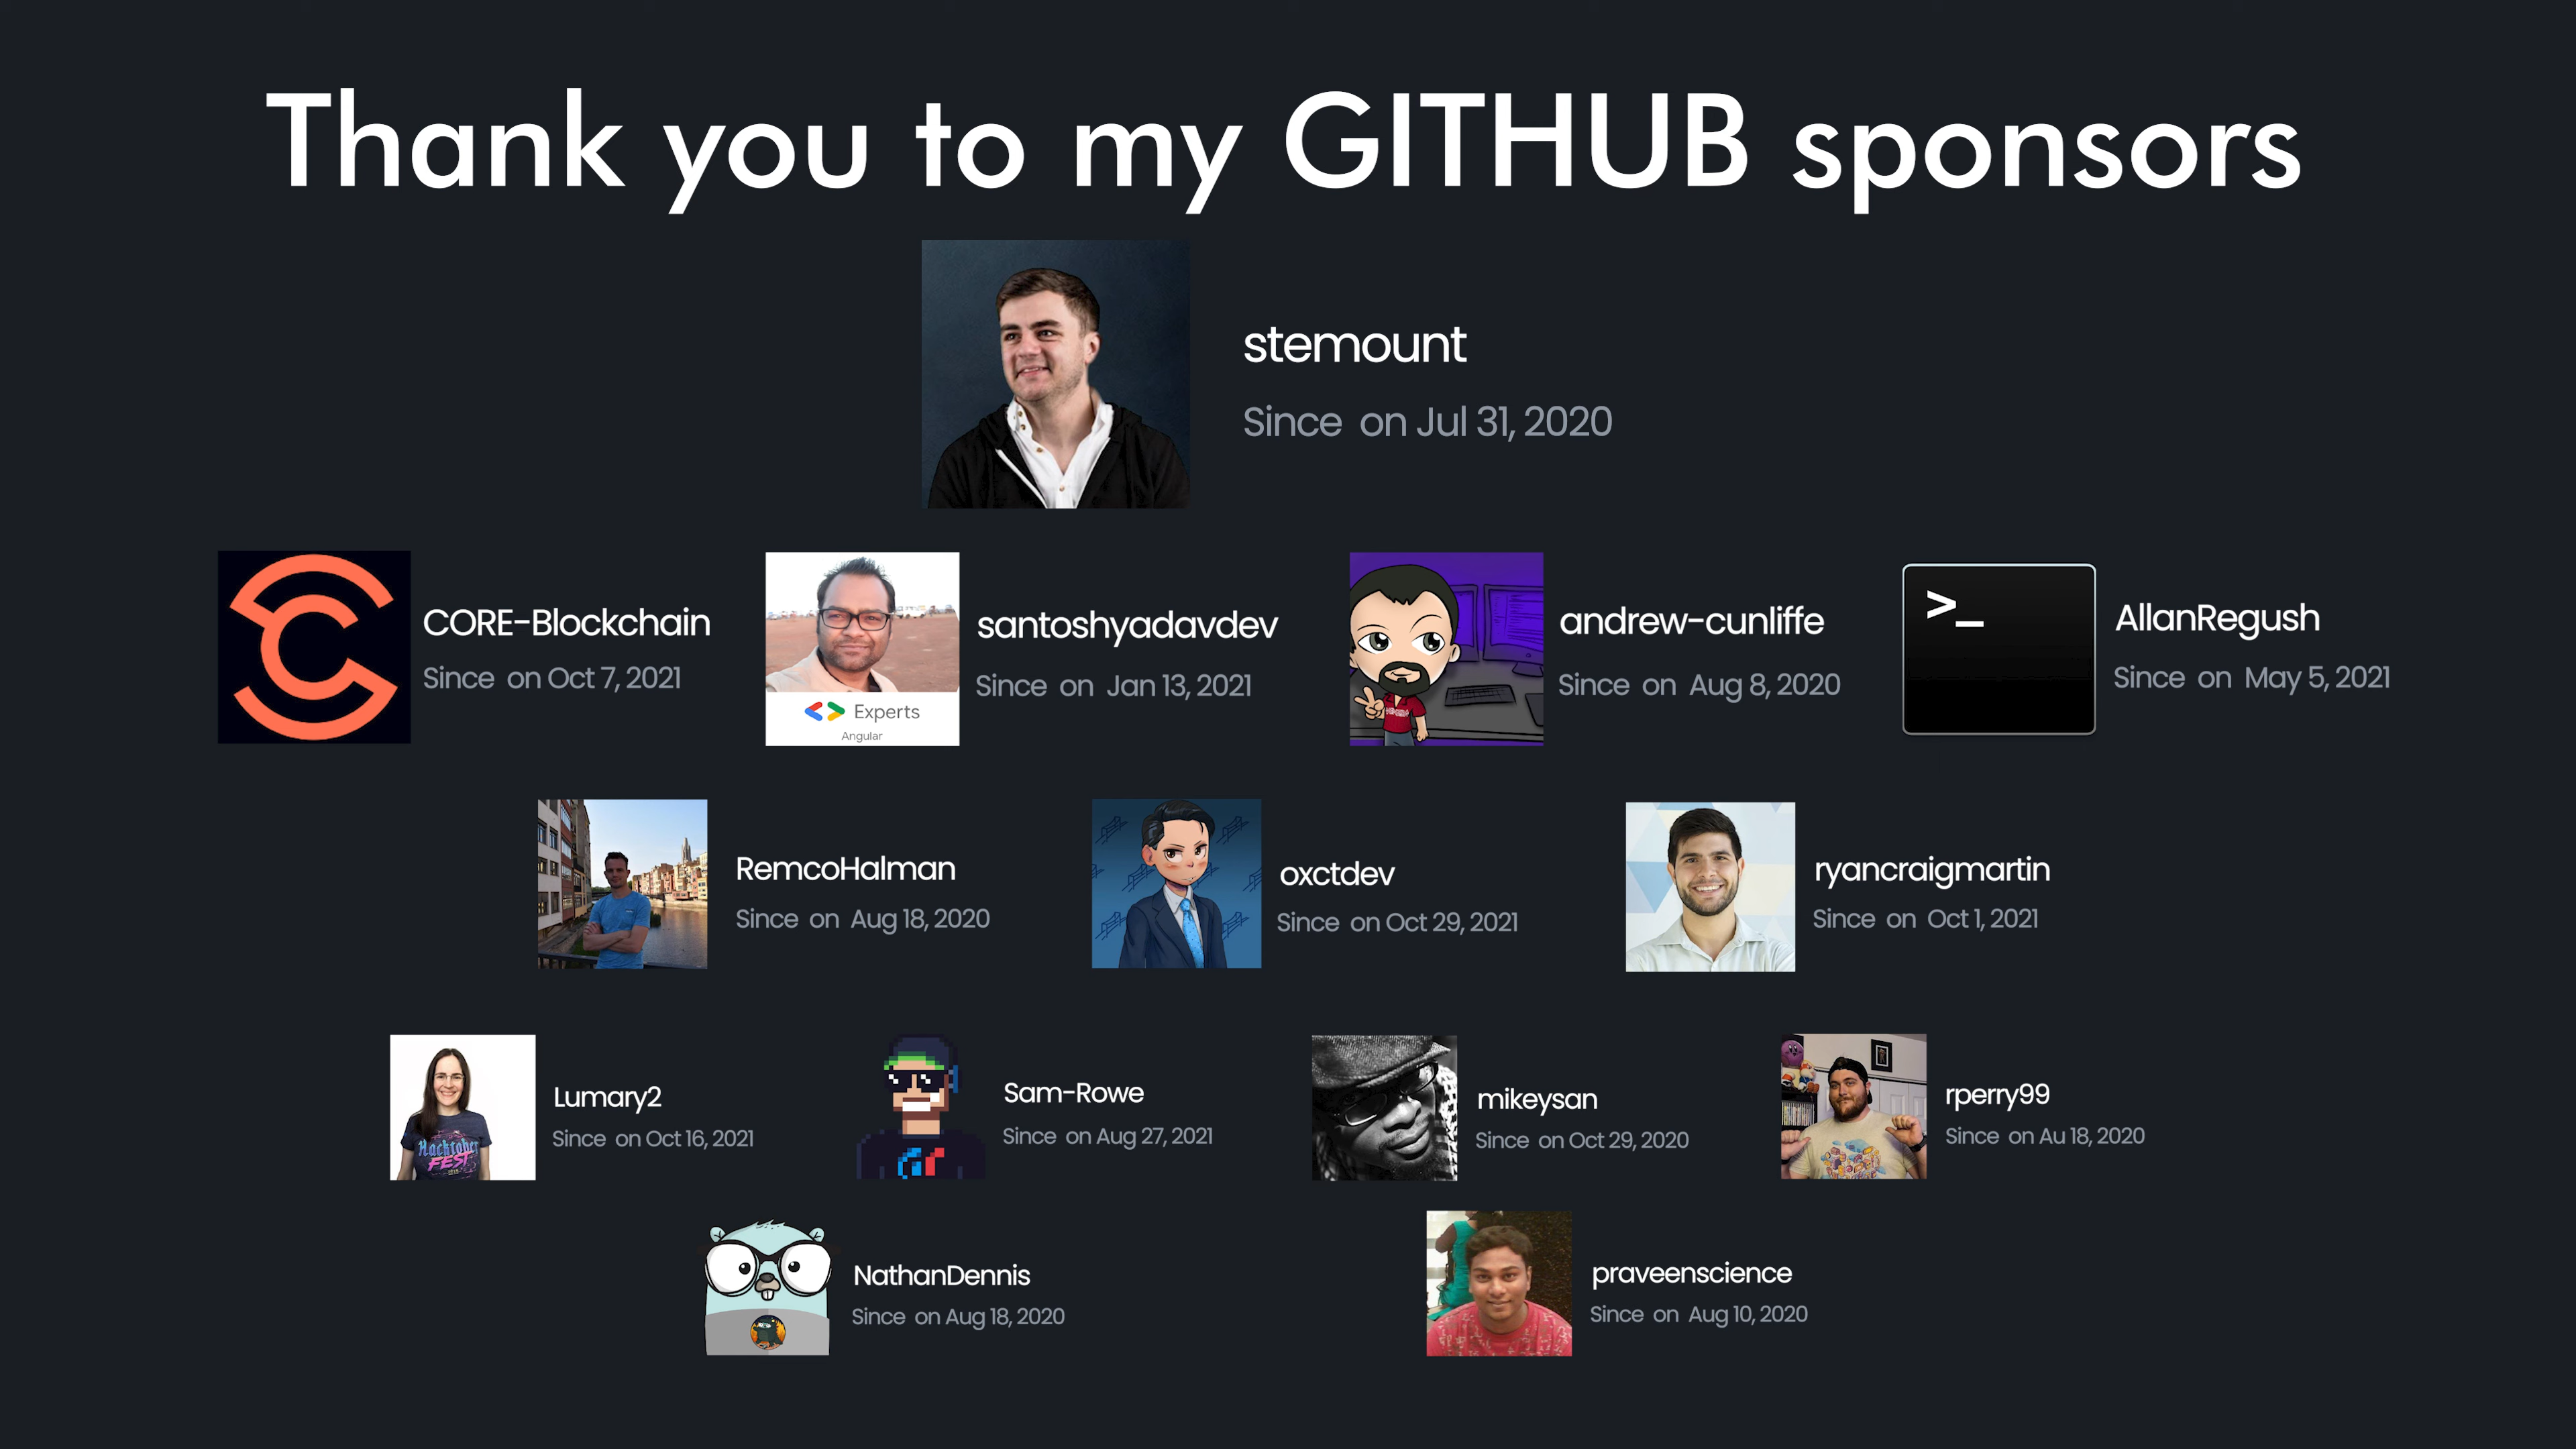 Thank you to my GITHUB sponsors
stemount
Since on Jul 31, 2020
CORE-Blockchain
Since on Oct 7, 2021
Experts
Angular
santoshyadavdev
Since on Jan 13, 2021
andrew-cunliffe
Since on Aug 8, 2020
>_
AllanRegush
Since on May 5, 2021
RemcoHalman
Since on Aug 18, 2020
oxctdev
Since on Oct 29, 2021
ryancraigmartin
Since on Oct 1, 2021
Hacktober
FEST
Lumary2
Since on Oct 16, 2021
Sam-Rowe
Since on Aug 27, 2021
mikeysan
Since on Oct 29, 2020
rperry99
Since on Au 18, 2020
NathanDennis
Since on Aug 18, 2020
praveenscience
Since on Aug 10, 2020